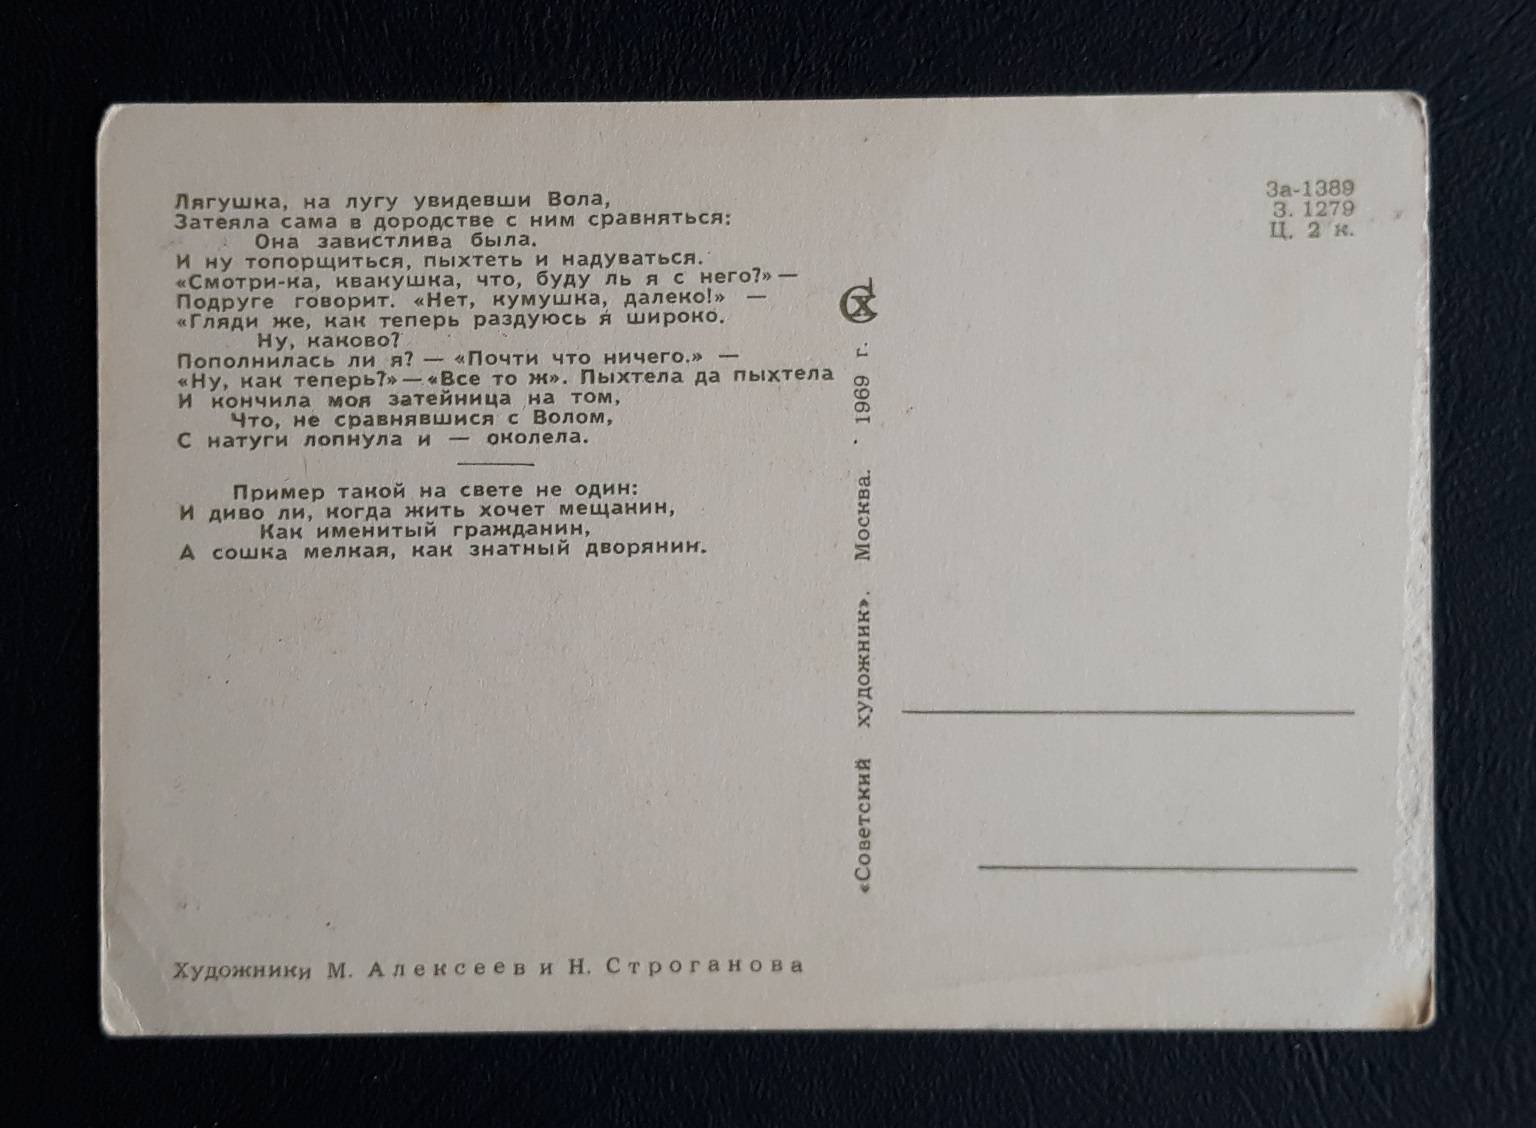 Лягушка, на лугу увидевши Вола,
Затеяла сама в дородстве с ним сравняться:
Она завистлива была.
И ну топорщиться, пыхтеть и надуваться.
«Смотри-ка, квакушка, что, буду ль я с него?» —
Подруге говорит. «Нет, кумушка, далеко!» —
«Гляди же, как теперь раздуюсь я широко.
Ну, каково?
Пополнилась ли я? — «Почти что ничего.» —
«Ну, как теперь?» — «Все то ж». Пыхтела да пыхтела
И кончила моя затейница на том,
Что, не сравнявшися с Волом,
С натуги лопнула и — околела.
Пример такой на свете не один:
И диво ли, когда жить хочет мещанин,
Как именитый гражданин,
А сошка мелкая, как знатный дворянин.
Художники М. Алексеев и Н. Строганова
«Советский художник». Москва. · 1969 г.
СХ
За-1389
З. 1279
Ц. 2 к.